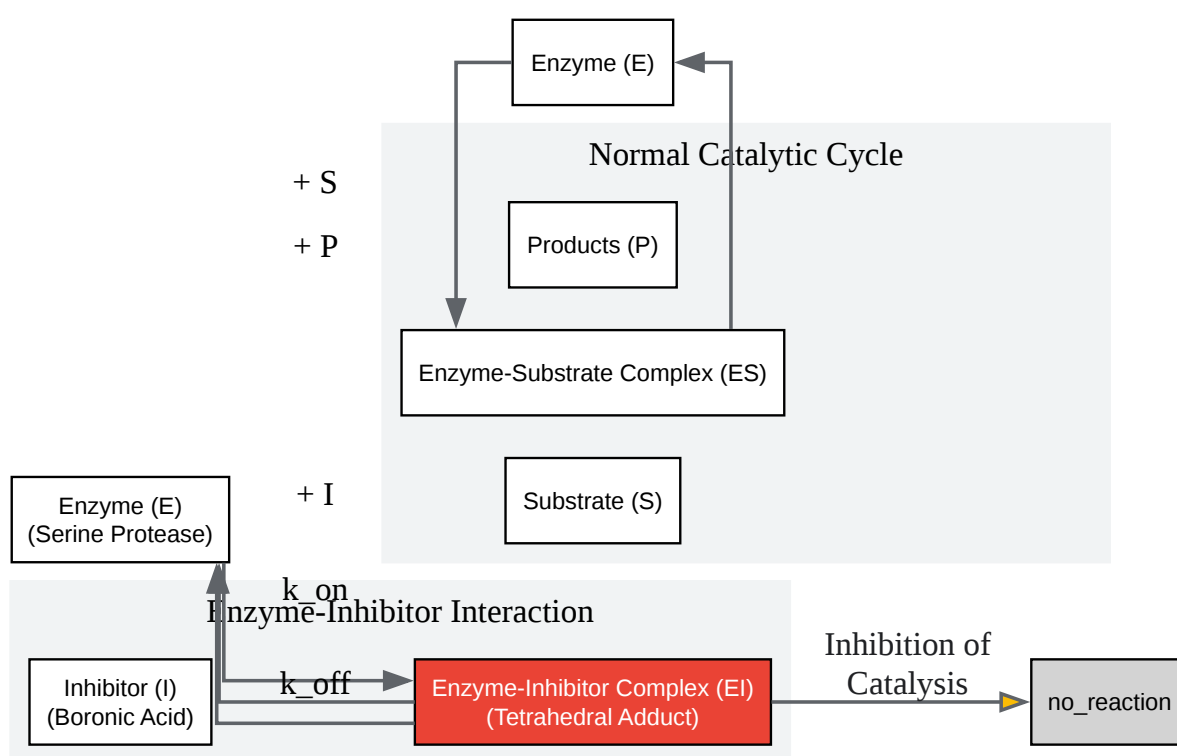 Enzyme (E)
Normal Catalytic Cycle
+ S
+ P
Products (P)
Enzyme-Substrate Complex (ES)
Enzyme (E)
(Serine Protease)
+ I
Substrate (S)
k_on
Enzyme-Inhibitor Interaction
Inhibitor (I)
(Boronic Acid)
k_off
Enzyme-Inhibitor Complex (EI)
(Tetrahedral Adduct)
Inhibition of
Catalysis
no_reaction